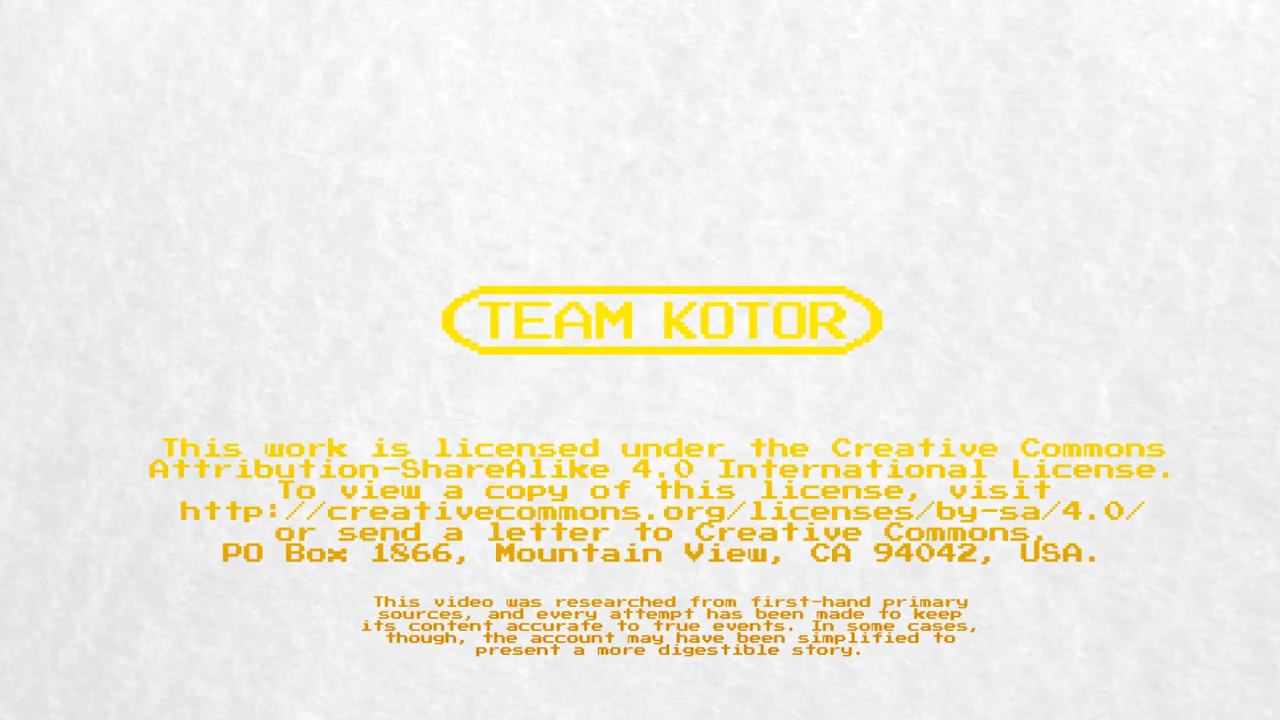 TEAM KOTOR
This work is licensed under the Creative Commons
Attribution-ShareAlike 4.0 International License.
To view a copy of this license, visit
http://creativecommons.org/licenses/by-sa/4.0/
or send a letter to Creative Commons,
PO Box 1866, Mountain View, CA 94042, USA.
This video was researched from first-hand primary
sources, and every attempt has been made to keep
its content accurate to true events. In some cases,
though, the account may have been simplified to
present a more digestible story.